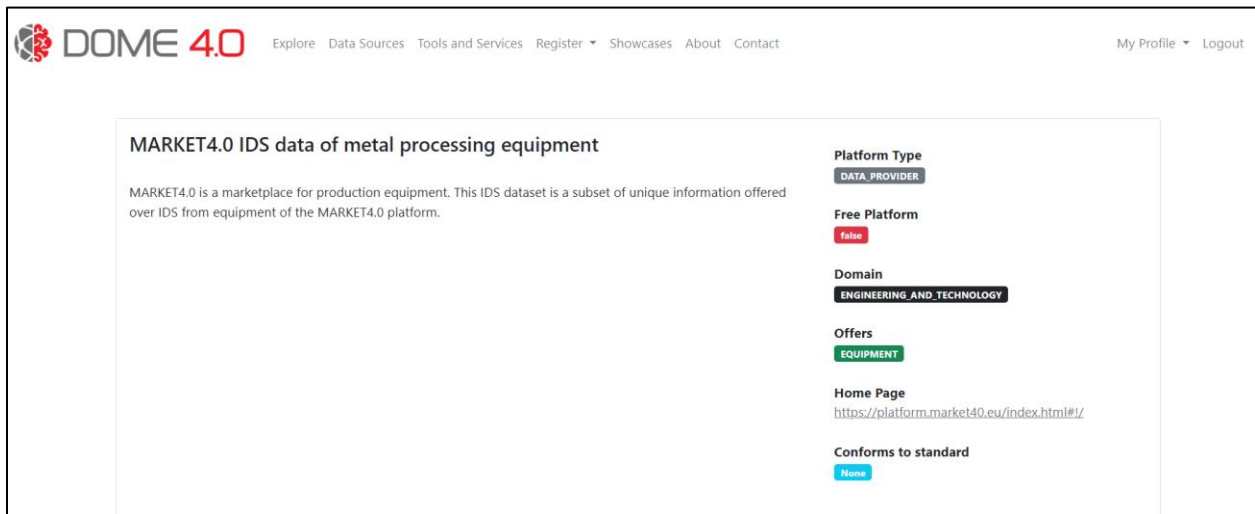 DOME 4.0
Explore Data Sources Tools and Services Register Showcases About Contact
My Profile Logout
MARKET4.0 IDS data of metal processing equipment
MARKET4.0 is a marketplace for production equipment. This IDS dataset is a subset of unique information offered
over IDS from equipment of the MARKET4.0 platform.
Platform Type
DATA_PROVIDER
Free Platform
false
Domain
ENGINEERING_AND_TECHNOLOGY
Offers
EQUIPMENT
Home Page
https://platform.market40.eu/index.html#!/
Conforms to standard
None